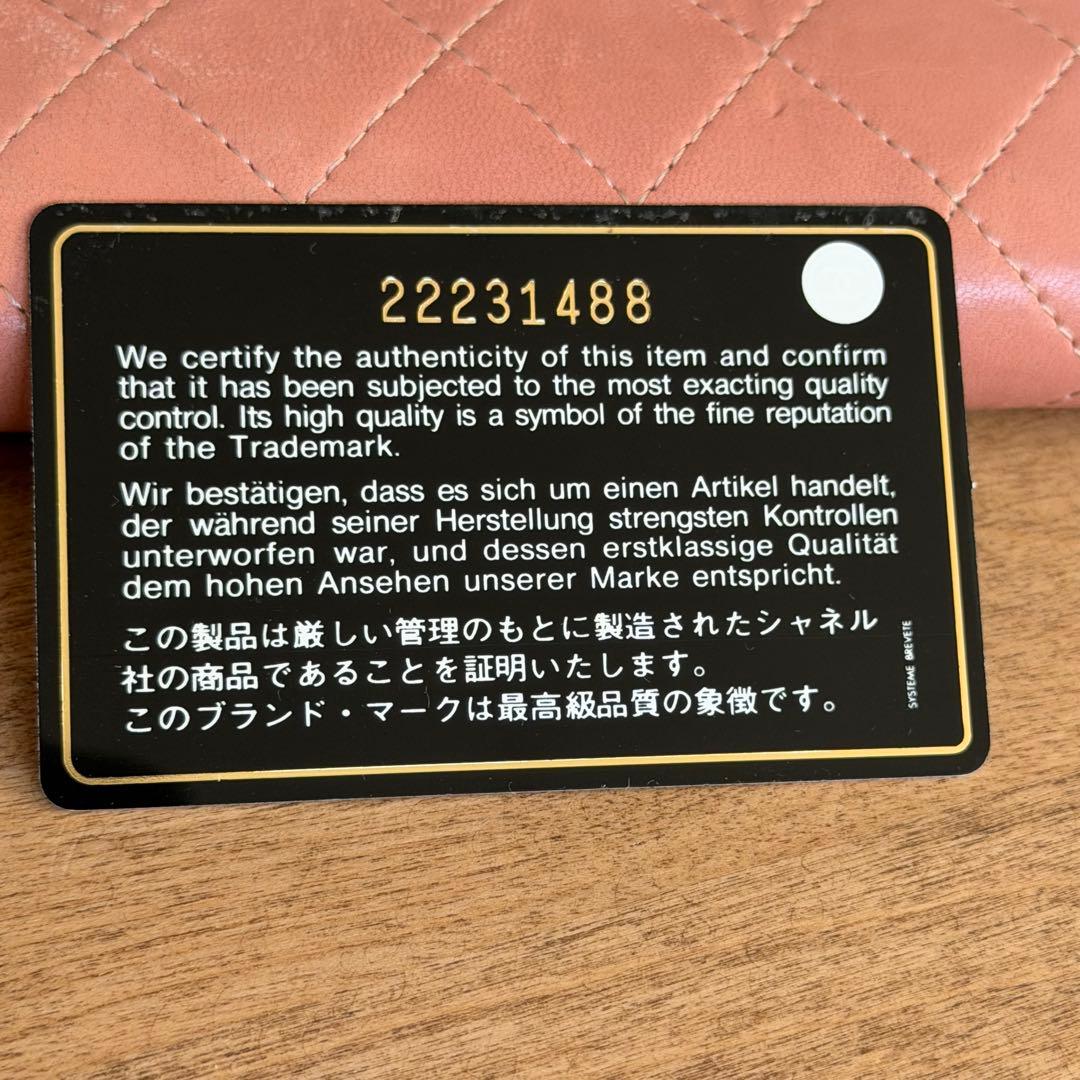 22231488
We certify the authenticity of this item and confirm
that it has been subjected to the most exacting quality
control. Its high quality is a symbol of the fine reputation
of the Trademark.
Wir bestätigen, dass es sich um einen Artikel handelt,
der während seiner Herstellung strengsten Kontrollen
unterworfen war, und dessen erstklassige Qualität
dem hohen Ansehen unserer Marke entspricht.
この製品は厳しい管理のもとに製造されたシャネル
社の商品であることを証明いたします。
このブランド・マークは最高級品質の象徴です。
SYSTEME BREVETE